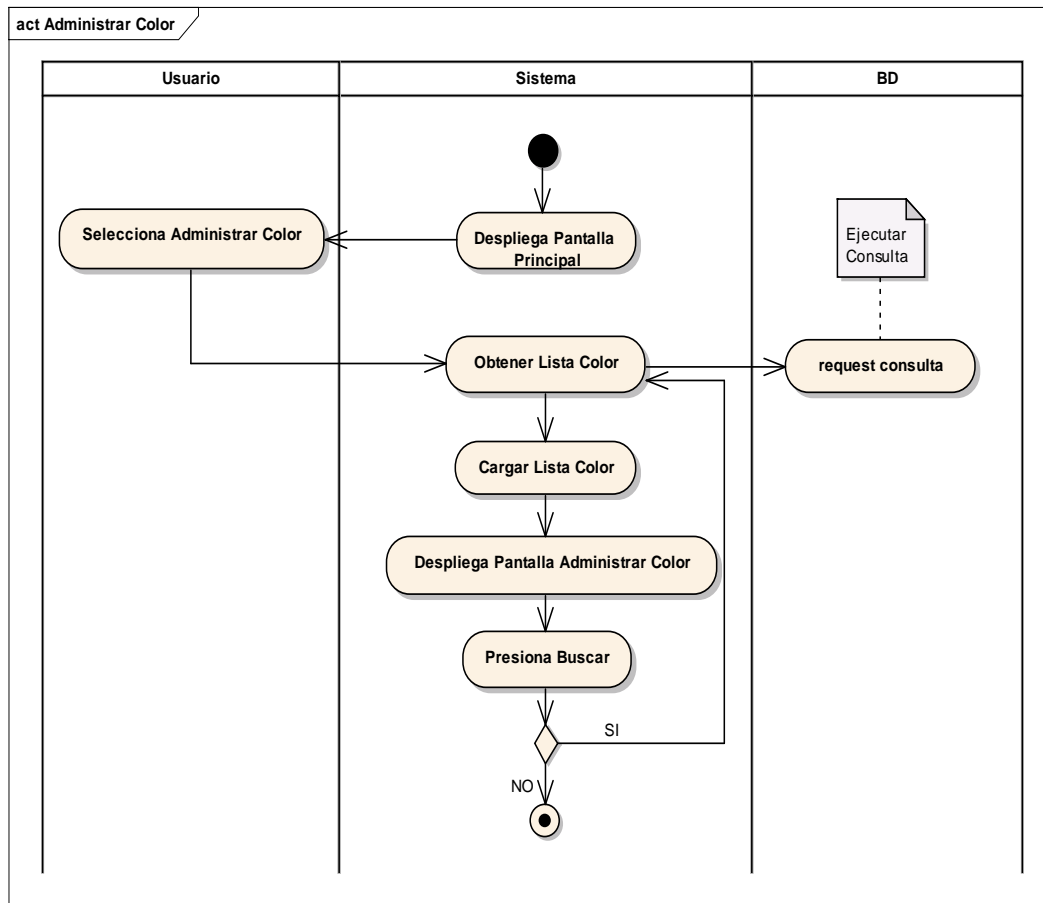 act Administrar Color
Usuario
Sistema
BD
Selecciona Administrar Color
Despliega Pantalla
Principal
Ejecutar
Consulta
Obtener Lista Color
request consulta
Cargar Lista Color
Despliega Pantalla Administrar Color
Presiona Buscar
SI
NO